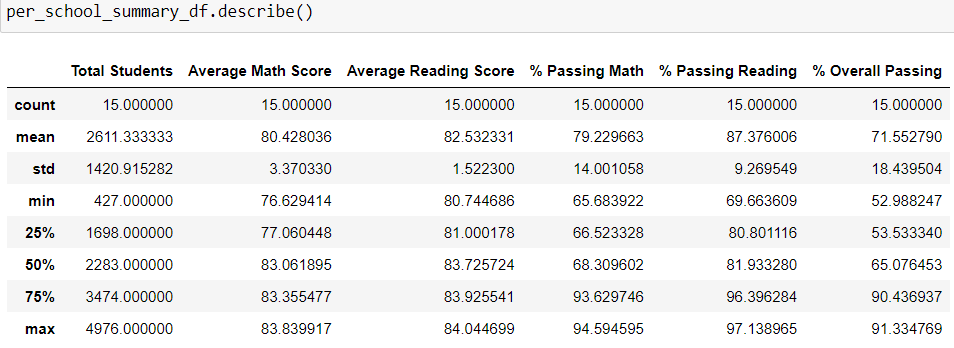 per_school_summary_df.describe()
Total Students Average Math Score Average Reading Score % Passing Math % Passing Reading % Overall Passing
count 15.000000 15.000000 15.000000 15.000000 15.000000 15.000000
mean 2611.333333 80.428036 82.532331 79.229663 87.376006 71.552790
std 1420.915282 3.370330 1.522300 14.001058 9.269549 18.439504
min 427.000000 76.629414 80.744686 65.683922 69.663609 52.988247
25% 1698.000000 77.060448 81.000178 66.523328 80.801116 53.533340
50% 2283.000000 83.061895 83.725724 68.309602 81.933280 65.076453
75% 3474.000000 83.355477 83.925541 93.629746 96.396284 90.436937
max 4976.000000 83.839917 84.044699 94.594595 97.138965 91.334769